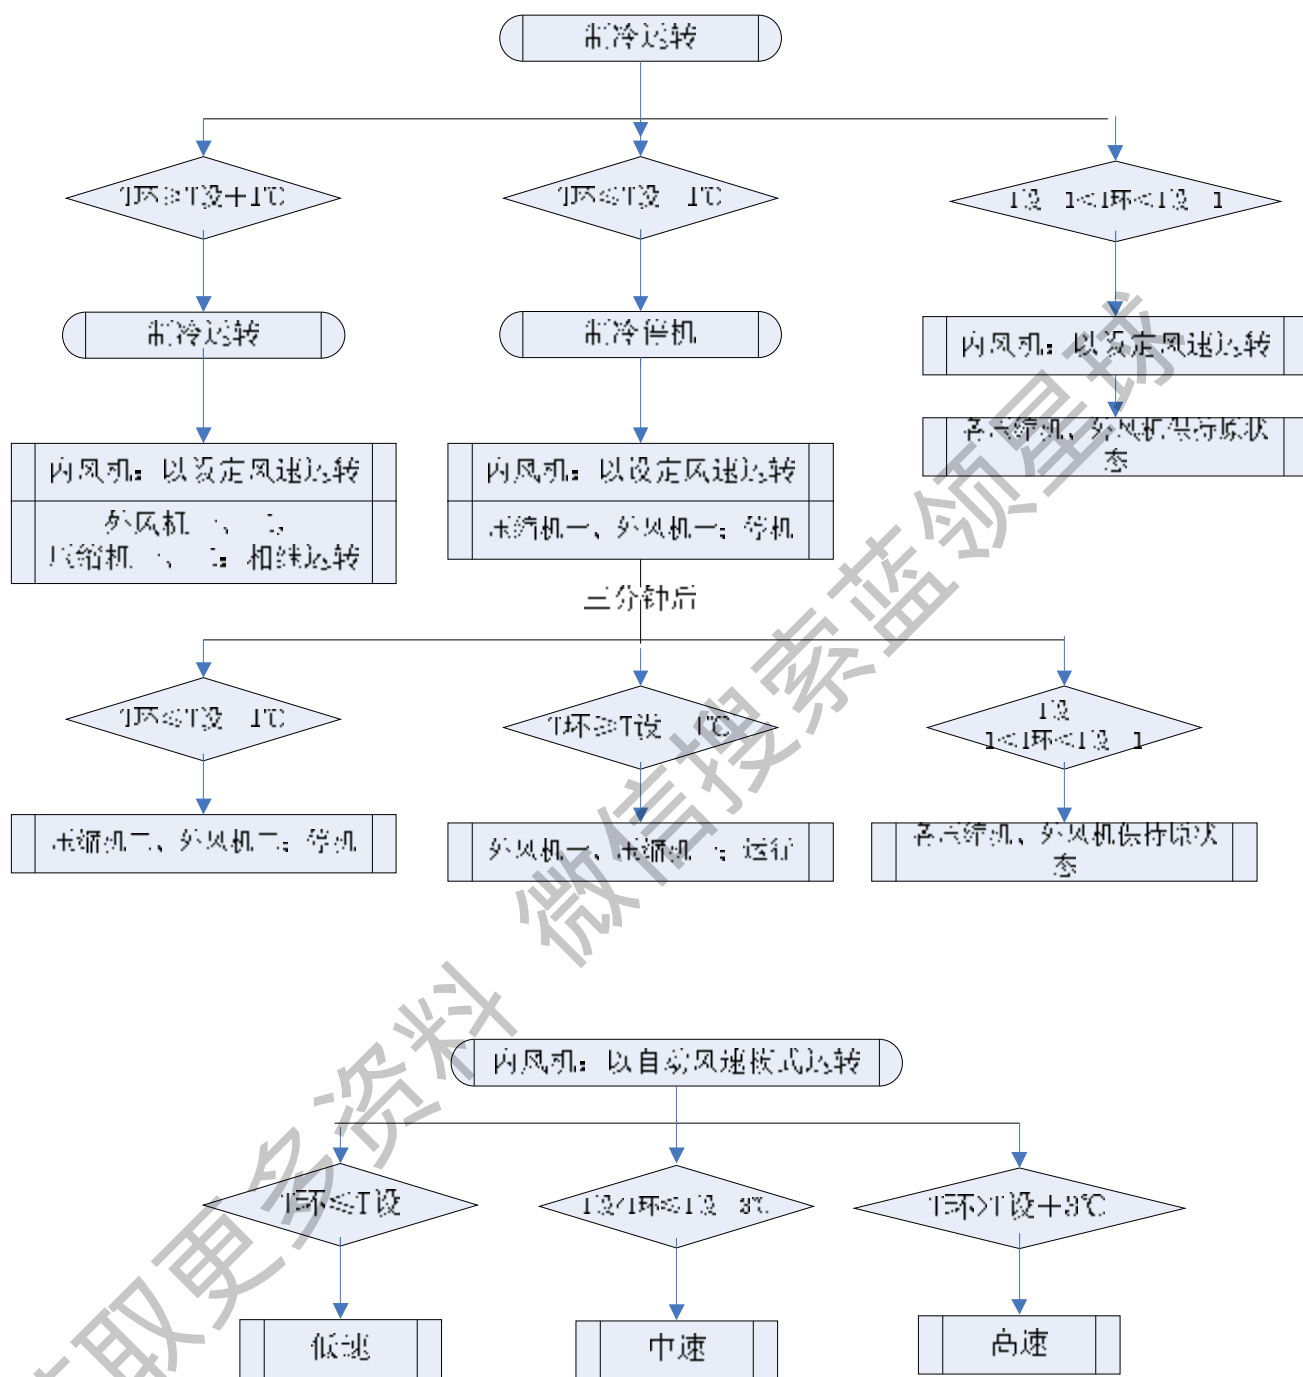 制冷运转
T环≥T设+1℃
T环≤T设 1℃
T设 1<T环<T设 1
制冷运转
制冷停机
内风机：以设定风速运转
各压缩机、外风机保持原状
态
内风机：以设定风速运转
外风机一、二，
压缩机一、二：相继运转
内风机：以设定风速运转
压缩机一、外风机一：停机
三分钟后
T环≤T设 1℃
T环≥T设 1℃
T设
1<T环<T设 1
压缩机二、外风机二：停机
外风机一、压缩机一：运行
各压缩机、外风机保持原状
态
内风机：以自动风速模式运转
T环≤T设
T设<T环≤T设 3℃
T环>T设+3℃
低速
中速
高速
取更多资料 微信搜索蓝领星球